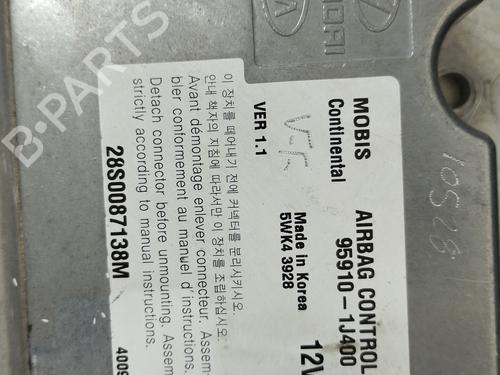 MOBIS AIRBAG CONTROL
Continental 95910-1J400
VER 1.1 Made in Korea 12V
5WK4 3928
이 장치를 떼어내기 전에 커넥터를 분리시키시오.
안내 책자의 지침에 따라서만 이 장치를 조립하십시오.
Avant démontage enlever connecteur. Assem-
bler conformement au manuel d'instructions.
Detach connector before unmounting. Assem-
strictly according to manual instructions.
28S0087138M
4009
10528
B-PARTS